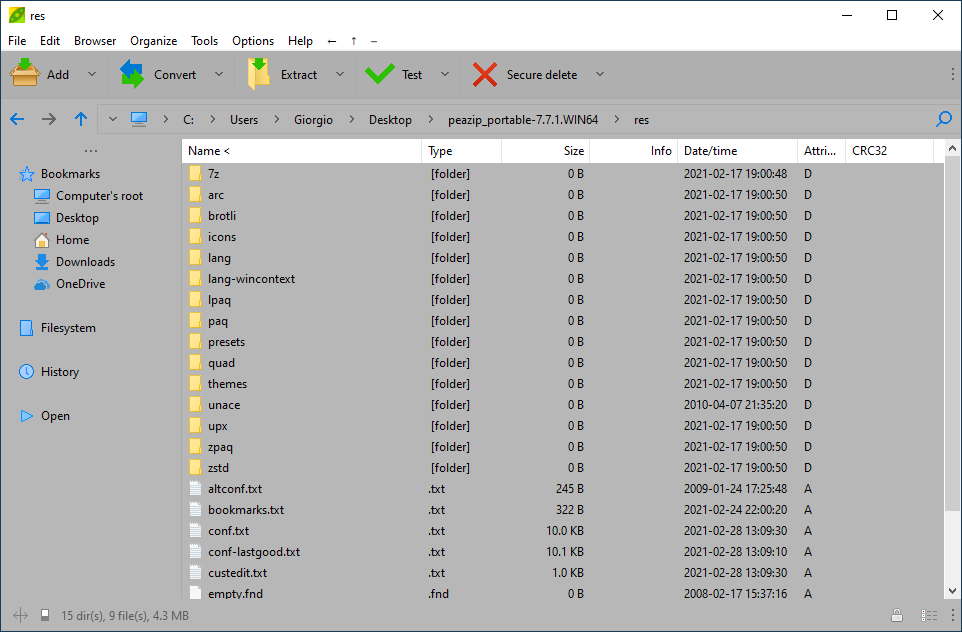 res
File Edit Browser Organize Tools Options Help ← ↑ –
Add Convert Extract Test Secure delete
C: Users Giorgio Desktop peazip_portable-7.7.1.WIN64 res
...
Bookmarks
Computer's root
Desktop
Home
Downloads
OneDrive
Filesystem
History
Open
Name < Type Size Info Date/time Attri... CRC32
7z [folder] 0 B 2021-02-17 19:00:48 D
arc [folder] 0 B 2021-02-17 19:00:50 D
brotli [folder] 0 B 2021-02-17 19:00:50 D
icons [folder] 0 B 2021-02-17 19:00:50 D
lang [folder] 0 B 2021-02-17 19:00:50 D
lang-wincontext [folder] 0 B 2021-02-17 19:00:50 D
lpaq [folder] 0 B 2021-02-17 19:00:50 D
paq [folder] 0 B 2021-02-17 19:00:50 D
presets [folder] 0 B 2021-02-17 19:00:50 D
quad [folder] 0 B 2021-02-17 19:00:50 D
themes [folder] 0 B 2021-02-17 19:00:50 D
unace [folder] 0 B 2010-04-07 21:35:20 D
upx [folder] 0 B 2021-02-17 19:00:50 D
zpaq [folder] 0 B 2021-02-17 19:00:50 D
zstd [folder] 0 B 2021-02-17 19:00:50 D
altconf.txt .txt 245 B 2009-01-24 17:25:48 A
bookmarks.txt .txt 322 B 2021-02-24 22:00:20 A
conf.txt .txt 10.0 KB 2021-02-28 13:09:30 A
conf-lastgood.txt .txt 10.1 KB 2021-02-28 13:09:10 A
custedit.txt .txt 1.0 KB 2021-02-28 13:09:30 A
empty.fnd .fnd 0 B 2008-02-17 15:37:16 A
15 dir(s), 9 file(s), 4.3 MB